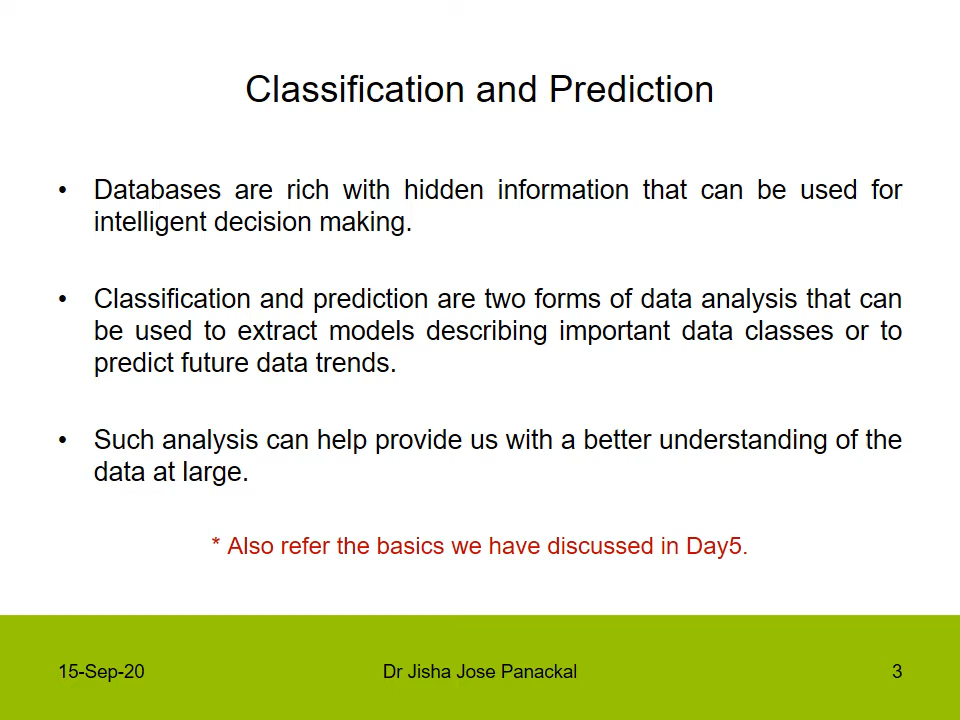 Classification and Prediction
• Databases are rich with hidden information that can be used for
intelligent decision making.
• Classification and prediction are two forms of data analysis that can
be used to extract models describing important data classes or to
predict future data trends.
• Such analysis can help provide us with a better understanding of the
data at large.
* Also refer the basics we have discussed in Day5.
15-Sep-20
Dr Jisha Jose Panackal
3